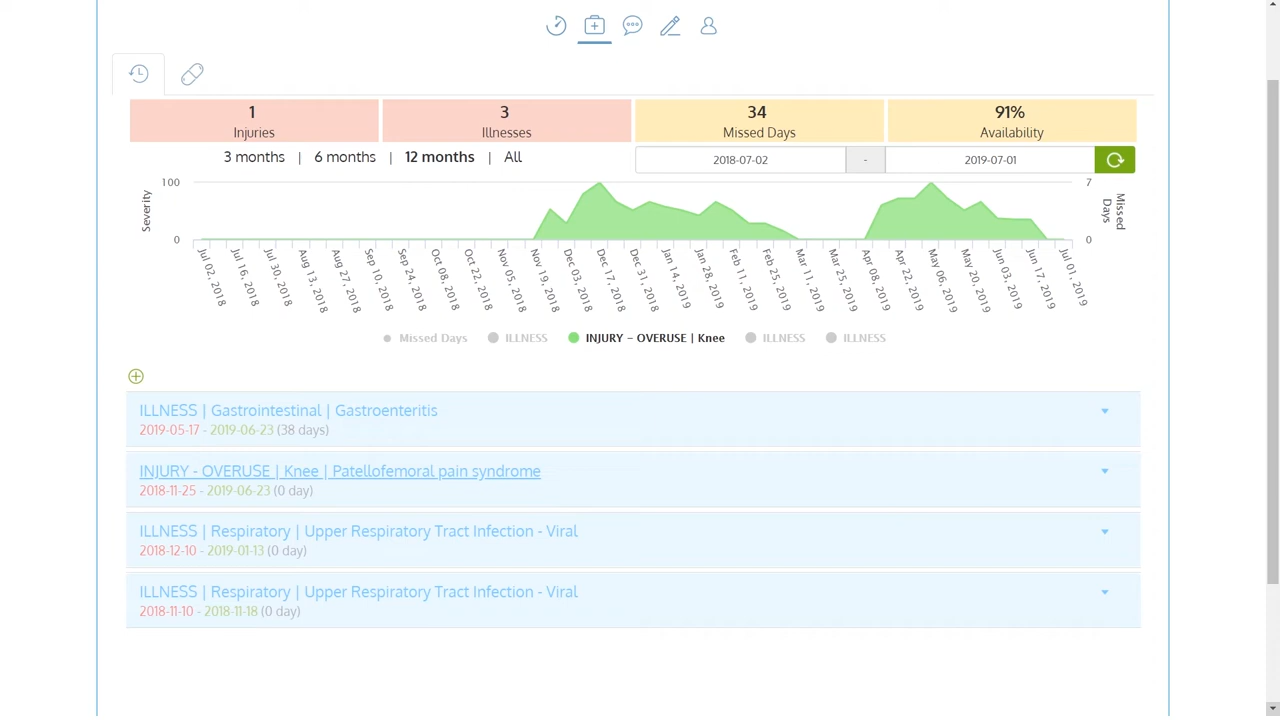 1
Injuries
3
Illnesses
34
Missed Days
91%
Availability
3 months | 6 months | 12 months | All
2018-07-02 - 2019-07-01
100
Severity
0
7
Missed Days
0
Jul 02, 2018
Jul 16, 2018
Jul 30, 2018
Aug 13, 2018
Aug 27, 2018
Sep 10, 2018
Sep 24, 2018
Oct 08, 2018
Oct 22, 2018
Nov 05, 2018
Nov 19, 2018
Dec 03, 2018
Dec 17, 2018
Dec 31, 2018
Jan 14, 2019
Jan 28, 2019
Feb 11, 2019
Feb 25, 2019
Mar 11, 2019
Mar 25, 2019
Apr 08, 2019
Apr 22, 2019
May 06, 2019
May 20, 2019
Jun 03, 2019
Jun 17, 2019
Jul 01, 2019
Missed Days ILLNESS INJURY - OVERUSE | Knee ILLNESS ILLNESS
ILLNESS | Gastrointestinal | Gastroenteritis
2019-05-17 - 2019-06-23 (38 days)
INJURY - OVERUSE | Knee | Patellofemoral pain syndrome
2018-11-25 - 2019-06-23 (0 day)
ILLNESS | Respiratory | Upper Respiratory Tract Infection - Viral
2018-12-10 - 2019-01-13 (0 day)
ILLNESS | Respiratory | Upper Respiratory Tract Infection - Viral
2018-11-10 - 2018-11-18 (0 day)